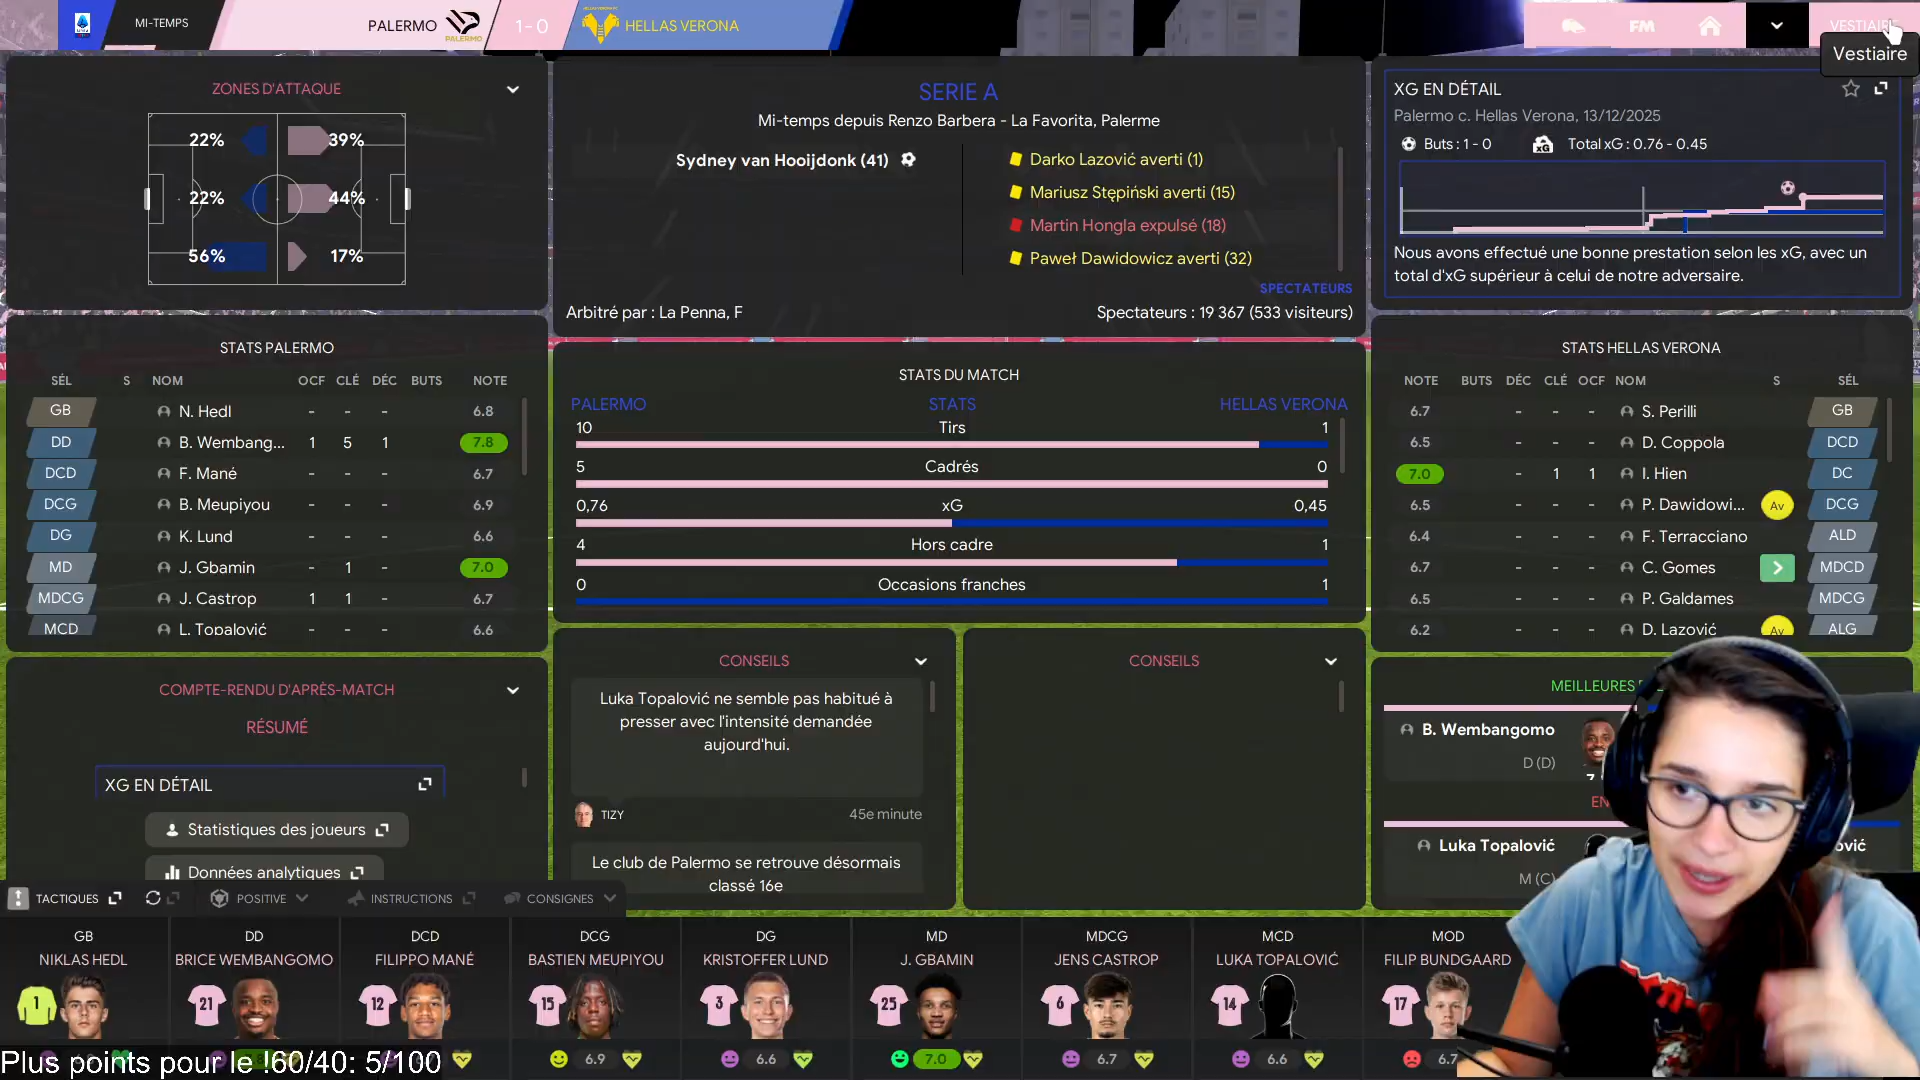 MI-TEMPS
PALERMO
PALERMO
1 - 0
HELLAS VERONA
FM
VESTIAIRE
Vestiaire
ZONES D'ATTAQUE
22% 39%
22% 44%
56% 17%
SERIE A
Mi-temps depuis Renzo Barbera - La Favorita, Palerme
Sydney van Hooijdonk (41)
Darko Lazović averti (1)
Mariusz Stępiński averti (15)
Martin Hongla expulsé (18)
Paweł Dawidowicz averti (32)
SPECTATEURS
Arbitré par : La Penna, F
Spectateurs : 19 367 (533 visiteurs)
XG EN DÉTAIL
Palermo c. Hellas Verona, 13/12/2025
Buts : 1 - 0 xG Total xG : 0.76 - 0.45
Nous avons effectué une bonne prestation selon les xG, avec un
total d'xG supérieur à celui de notre adversaire.
STATS PALERMO
SÉL S NOM OCF CLÉ DÉC BUTS NOTE
GB N. Hedl - - - 6.8
DD B. Wembang... 1 5 1 7.8
DCD F. Mané - - - 6.7
DCG B. Meupiyou - - - 6.9
DG K. Lund - - - 6.6
MD J. Gbamin - 1 - 7.0
MDCG J. Castrop 1 1 - 6.7
MCD L. Topalović - - - 6.6
STATS DU MATCH
PALERMO STATS HELLAS VERONA
10 Tirs 1
5 Cadrés 0
0,76 xG 0,45
4 Hors cadre 1
0 Occasions franches 1
STATS HELLAS VERONA
NOTE BUTS DÉC CLÉ OCF NOM S SÉL
6.7 - - - S. Perilli GB
6.5 - - - D. Coppola DCD
7.0 - 1 1 I. Hien DC
6.5 - - - P. Dawidowi... Av DCG
6.4 - - - F. Terracciano ALD
6.7 - - - C. Gomes MDCD
6.5 - - - P. Galdames MDCG
6.2 - - - D. Lazović Av ALG
COMPTE-RENDU D'APRÈS-MATCH
RÉSUMÉ
XG EN DÉTAIL
Statistiques des joueurs
Données analytiques
CONSEILS
Luka Topalović ne semble pas habitué à
presser avec l'intensité demandée
aujourd'hui.
TIZY 45e minute
Le club de Palermo se retrouve désormais
classé 16e
CONSEILS
MEILLEURES
B. Wembangomo
D (D)
EN
Luka Topalović
M (C)
ović
TACTIQUES POSITIVE INSTRUCTIONS CONSIGNES
GB DD DCD DCG DG MD MDCG MCD MOD
NIKLAS HEDL BRICE WEMBANGOMO FILIPPO MANÉ BASTIEN MEUPIYOU KRISTOFFER LUND J. GBAMIN JENS CASTROP LUKA TOPALOVIĆ FILIP BUNDGAARD
1 21 12 15 3 25 6 14 17
6.9 6.6 7.0 6.7 6.6 6.7
Plus points pour le !60/40: 5/100